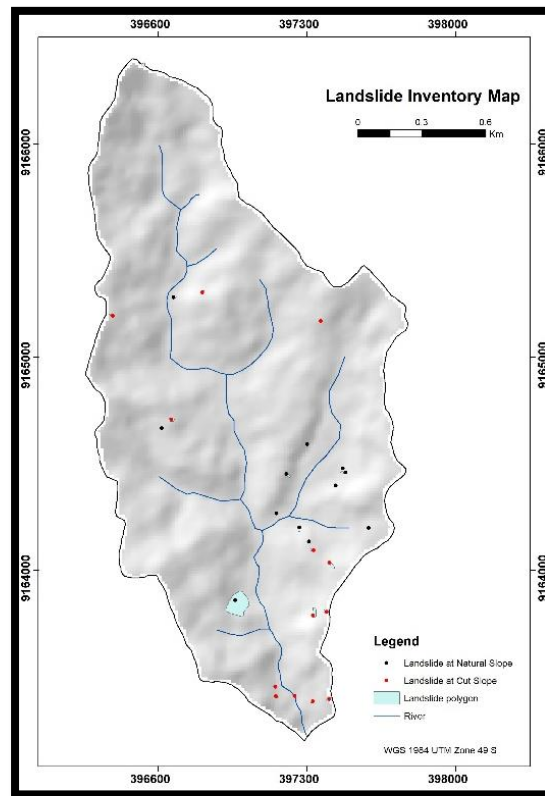 396600 397300 398000
Landslide Inventory Map
0 0.3 0.6
Km
9166000 9166000
9165000 9165000
9164000 9164000
Legend
Landslide at Natural Slope
Landslide at Cut Slope
Landslide polygon
River
WGS 1984 UTM Zone 49 S
396600 397300 398000